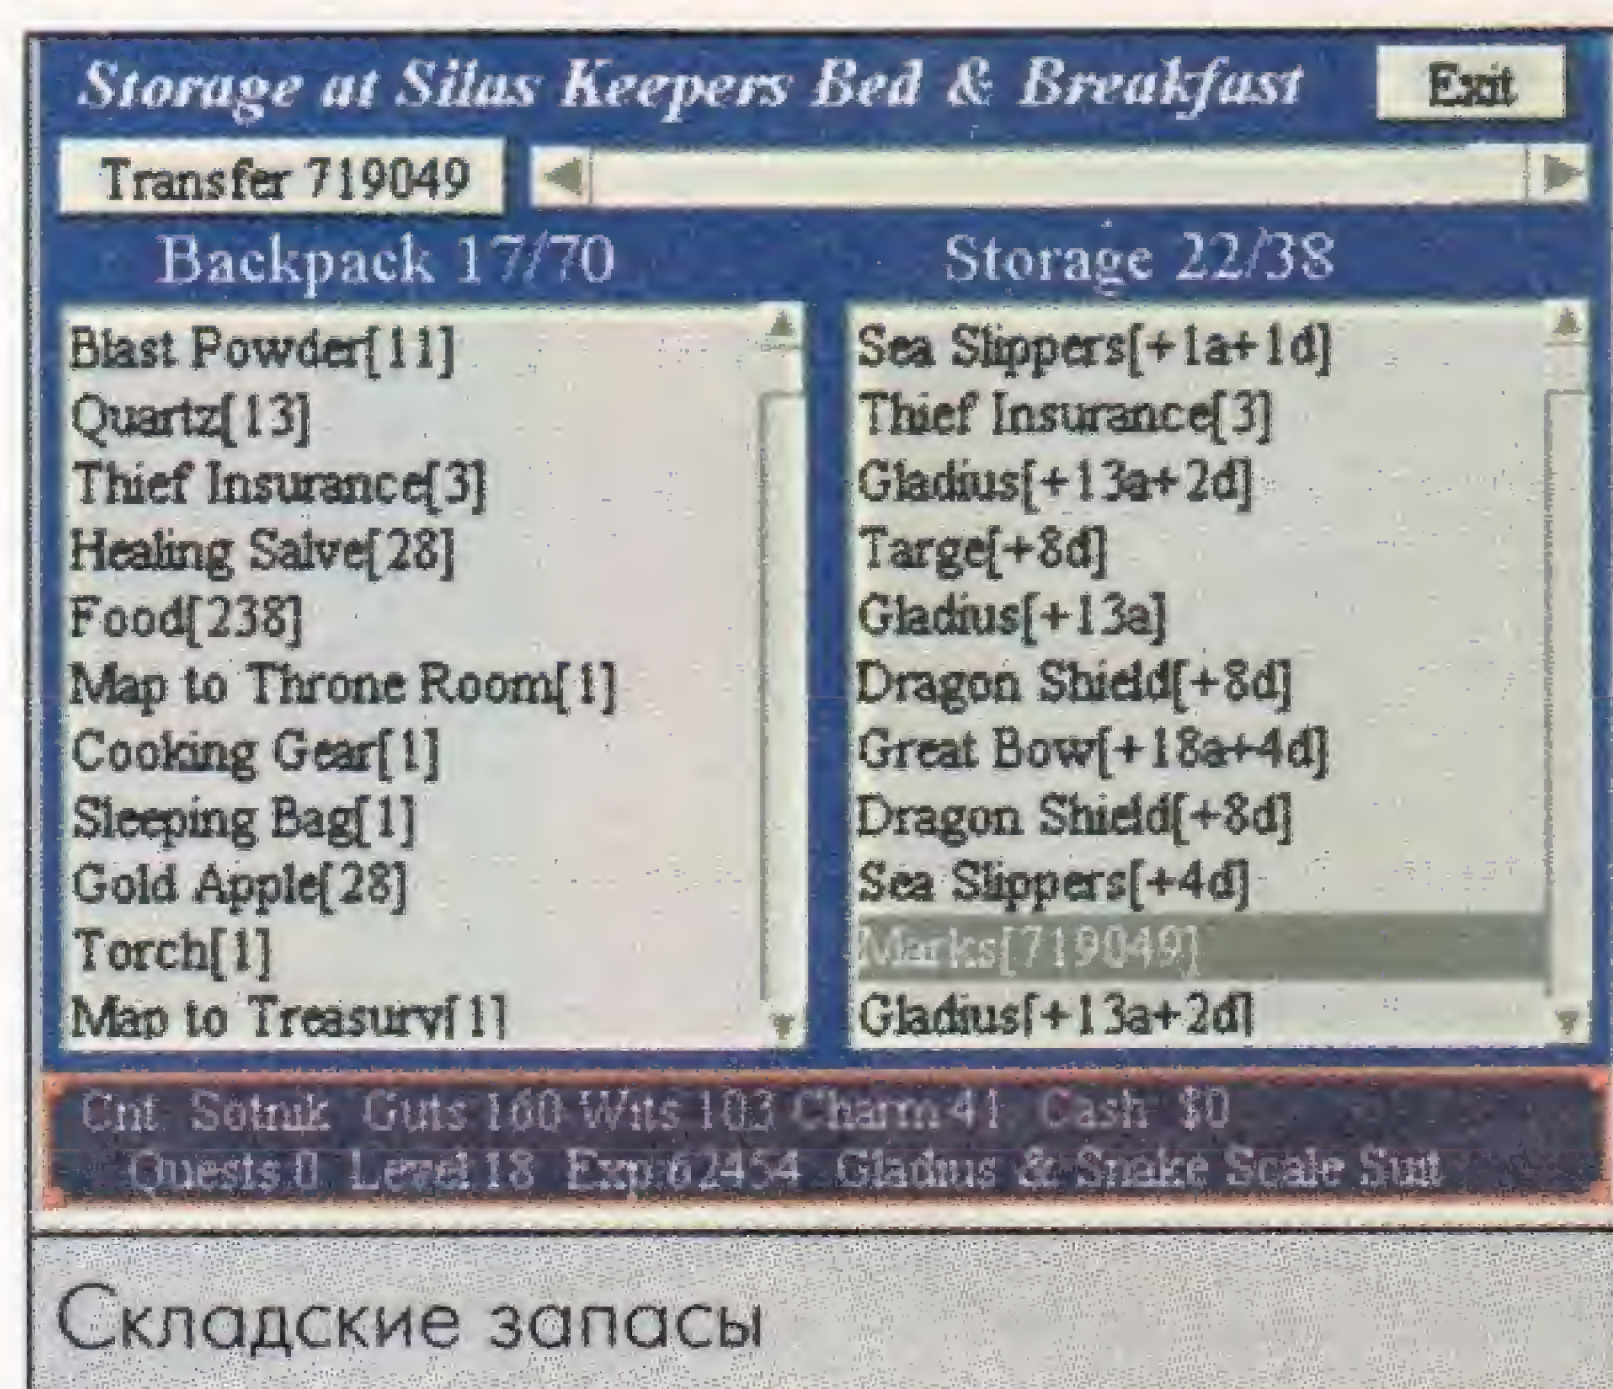 Storage at Silas Keepers Bed & Breakfast
Exit
Transfer 719049
Backpack 17/70
Blast Powder[11]
Quartz[13]
Thief Insurance[3]
Healing Salve[28]
Food[238]
Map to Throne Room[1]
Cooking Gear[1]
Sleeping Bag[1]
Gold Apple[28]
Torch[1]
Map to Treasury[1]
Storage 22/38
Sea Slippers[+1a+1d]
Thief Insurance[3]
Gladius[+13a+2d]
Targe[+8d]
Gladius[+13a]
Dragon Shield[+8d]
Great Bow[+18a+4d]
Dragon Shield[+8d]
Sea Slippers[+4d]
Marks[719049]
Gladius[+13a+2d]
Cnt Sotnik Guts 160 Wits 103 Charm 41 Cash $0
Quests 0 Level 18 Exp 62454 Gladius & Snake Scale Suit
Складские запасы